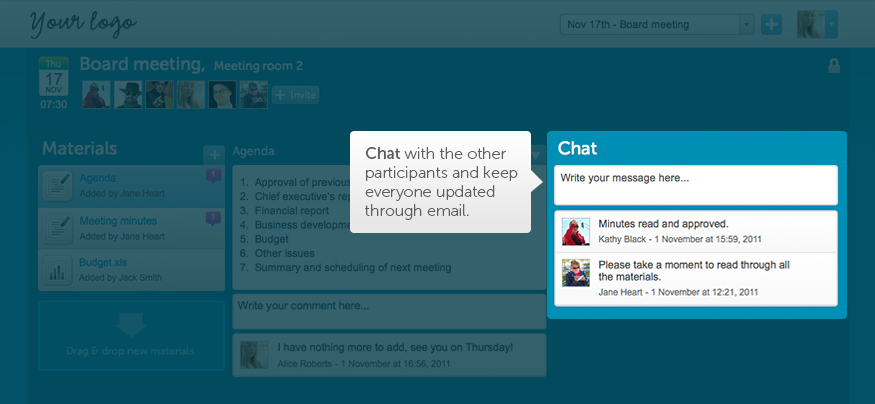 Your logo
Nov 17th - Board meeting
Thu
17
NOV
07:30
Board meeting, Meeting room 2
Invite
Materials
Agenda
Added by Jane Heart
1
Meeting minutes
Added by Jane Heart
Budget.xls
Added by Jack Smith
Drag & drop new materials
Agenda
1. Approval of previous
2. Chief executive's rep
3. Financial report
4. Business developme
5. Budget
6. Other issues
7. Summary and scheduling of next meeting
Write your comment here...
I have nothing more to add, see you on Thursday!
Alice Roberts - 1 November at 16:56, 2011
Chat with the other
participants and keep
everyone updated
through email.
Chat
Write your message here...
Minutes read and approved.
Kathy Black - 1 November at 15:59, 2011
Please take a moment to read through all
the materials.
Jane Heart - 1 November at 12:21, 2011